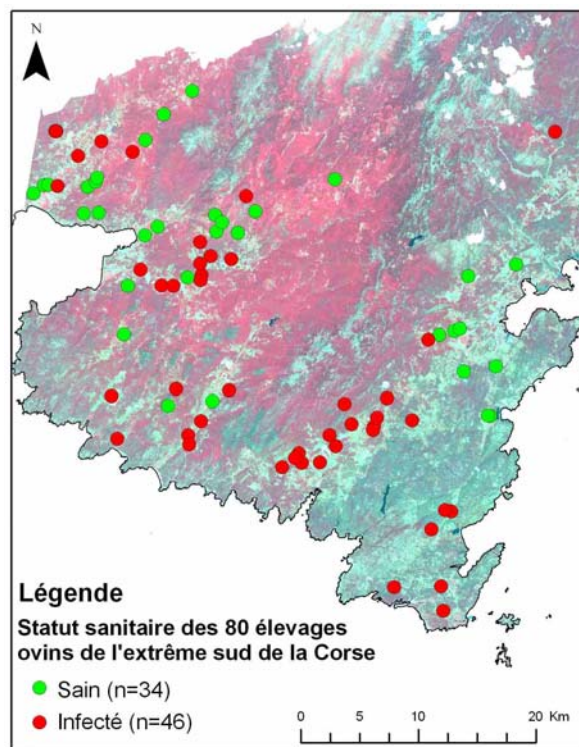 N
Légende
Statut sanitaire des 80 élevages
ovins de l'extrême sud de la Corse
Sain (n=34)
Infecté (n=46)
0 5 10 20 Km